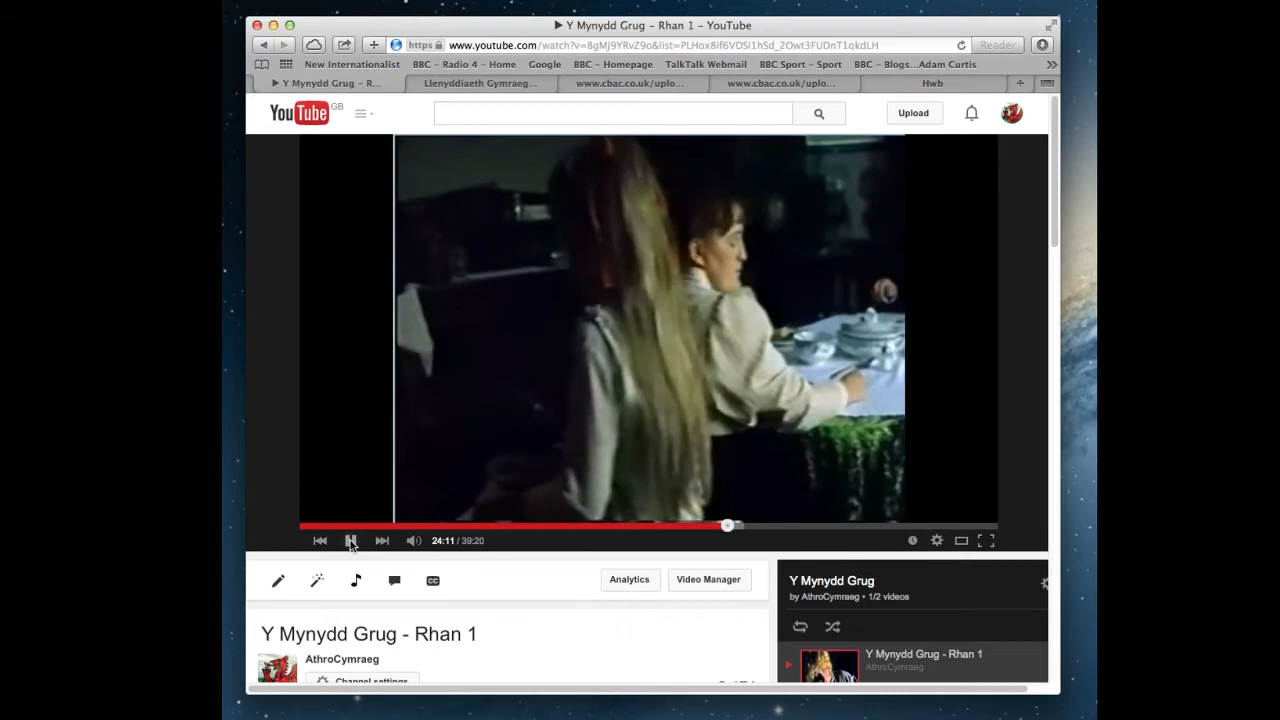 ▶ Y Mynydd Grug - Rhan 1 - YouTube
https www.youtube.com/watch?v=8gMJ9YRvZ9o&list=PLHox8if6VDSI1hSd_2Owt3FUDnT1qkdLH Reader
New Internationalist BBC - Radio 4 - Home Google BBC - Homepage TalkTalk Webmail BBC Sport - Sport BBC - Blogs...Adam Curtis
▶ Y Mynydd Grug - R... Llenyddiaeth Gymraeg... www.cbac.co.uk/uplo... www.cbac.co.uk/uplo... Hwb
YouTube GB Upload
24:11 / 39:20
CC Analytics Video Manager
Y Mynydd Grug
by AthroCymraeg • 1/2 videos
Y Mynydd Grug - Rhan 1
AthroCymraeg
Channel settings
Y Mynydd Grug - Rhan 1
AthroCymraeg